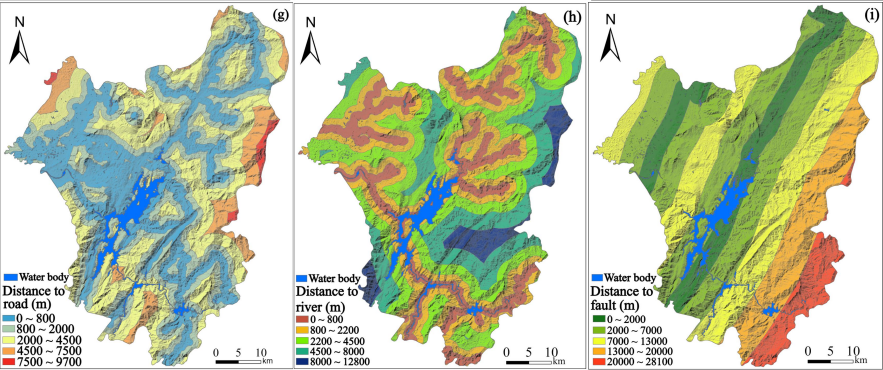 N
(g)
Water body
Distance to
road (m)
0 ~ 800
800 ~ 2000
2000 ~ 4500
4500 ~ 7500
7500 ~ 9700
0 5 10
km
N
(h)
Water body
Distance to
river (m)
0 ~ 800
800 ~ 2200
2200 ~ 4500
4500 ~ 8000
8000 ~ 12800
0 5 10
km
N
(i)
Water body
Distance to
fault (m)
0 ~ 2000
2000 ~ 7000
7000 ~ 13000
13000 ~ 20000
20000 ~ 28100
0 5 10
km